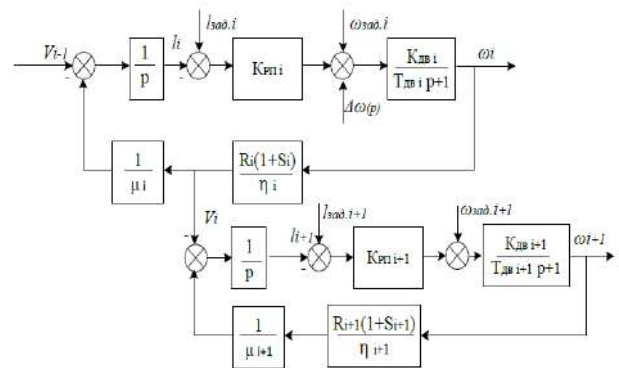 lзад.i
ωзад.i
Vi-1
-
1
p
li
-
Kрп i
Kдв i
Tдв i p+1
ωi
Δω(p)
1
μ i
Ri(1+Si)
η i
Vi
lзад.i+1
ωзад.i+1
-
1
p
li+1
-
Kрп i+1
Kдв i+1
Tдв i+1 p+1
ωi+1
1
μ i+1
Ri+1(1+Si+1)
η i+1